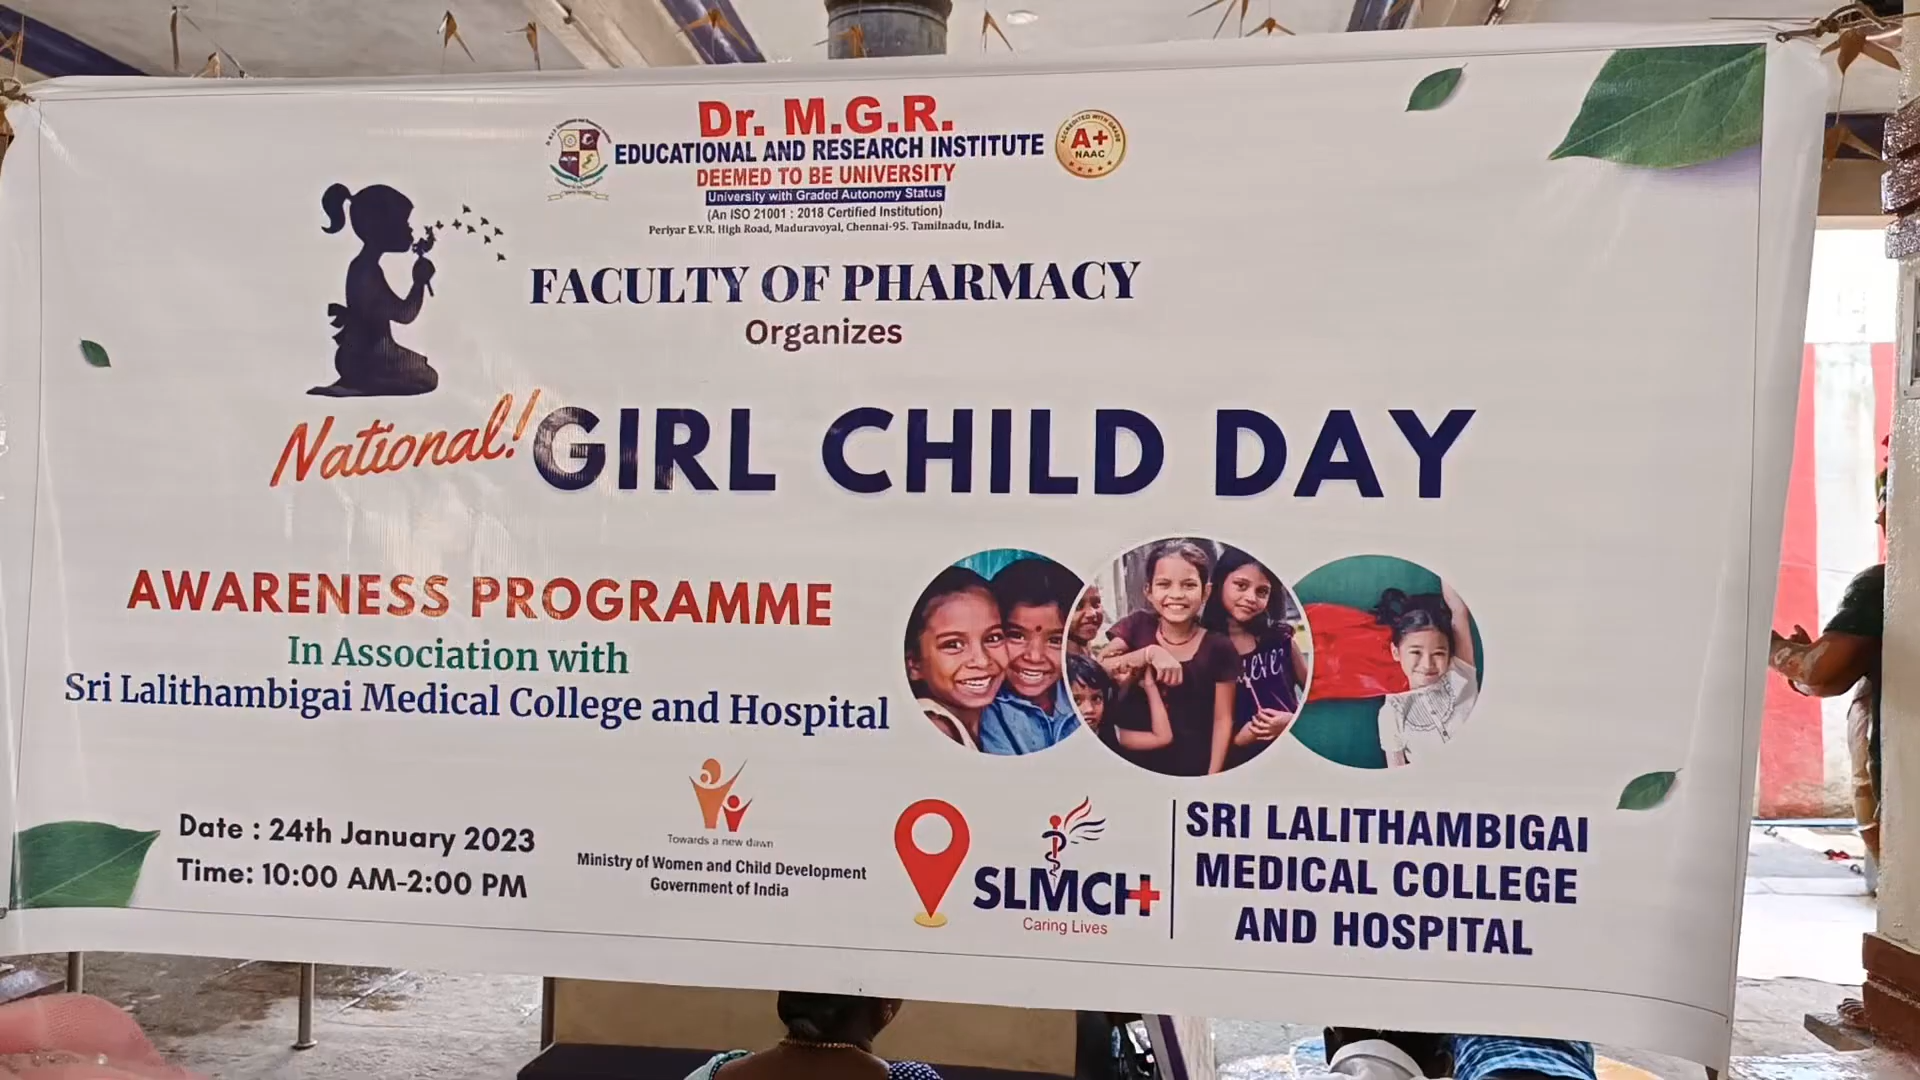 Dr. M.G.R.
EDUCATIONAL AND RESEARCH INSTITUTE
DEEMED TO BE UNIVERSITY
University with Graded Autonomy Status
(An ISO 21001 : 2018 Certified Institution)
Periyar E.V.R. High Road, Maduravoyal, Chennai-95. Tamilnadu, India.
ACCREDITED WITH GRADE
A+
NAAC
FACULTY OF PHARMACY
Organizes
National! GIRL CHILD DAY
AWARENESS PROGRAMME
In Association with
Sri Lalithambigai Medical College and Hospital
Date : 24th January 2023
Time: 10:00 AM-2:00 PM
Towards a new dawn
Ministry of Women and Child Development
Government of India
SLMCH
Caring Lives
SRI LALITHAMBIGAI
MEDICAL COLLEGE
AND HOSPITAL